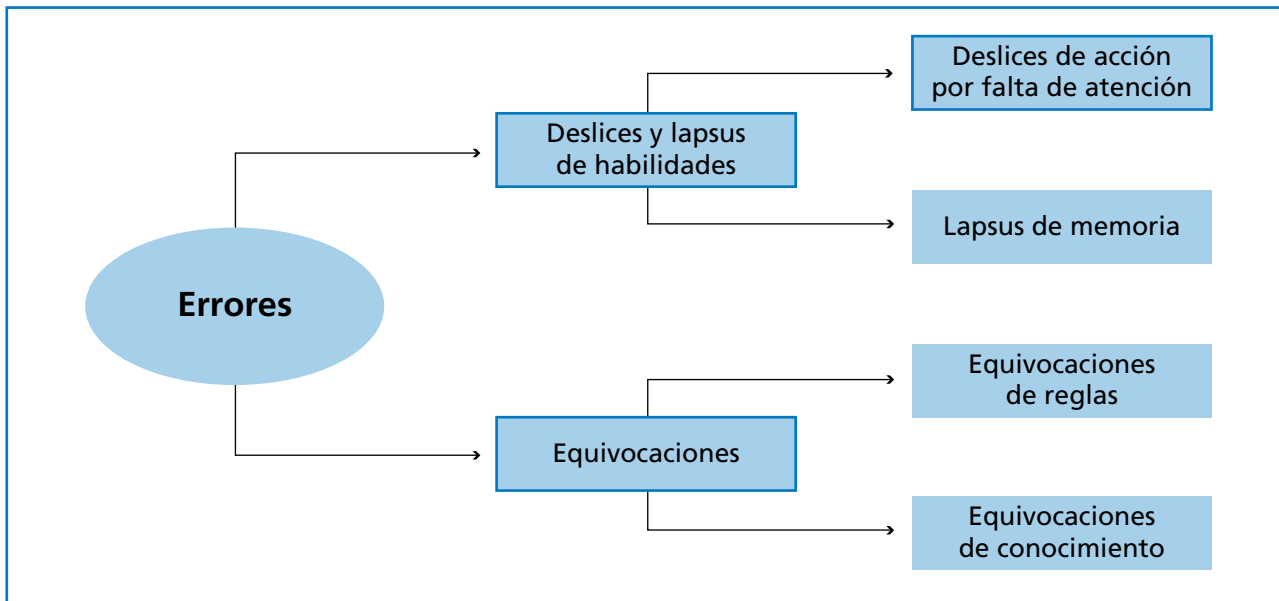 Errores
Deslices y lapsus
de habilidades
Deslices de acción
por falta de atención
Lapsus de memoria
Equivocaciones
Equivocaciones
de reglas
Equivocaciones
de conocimiento